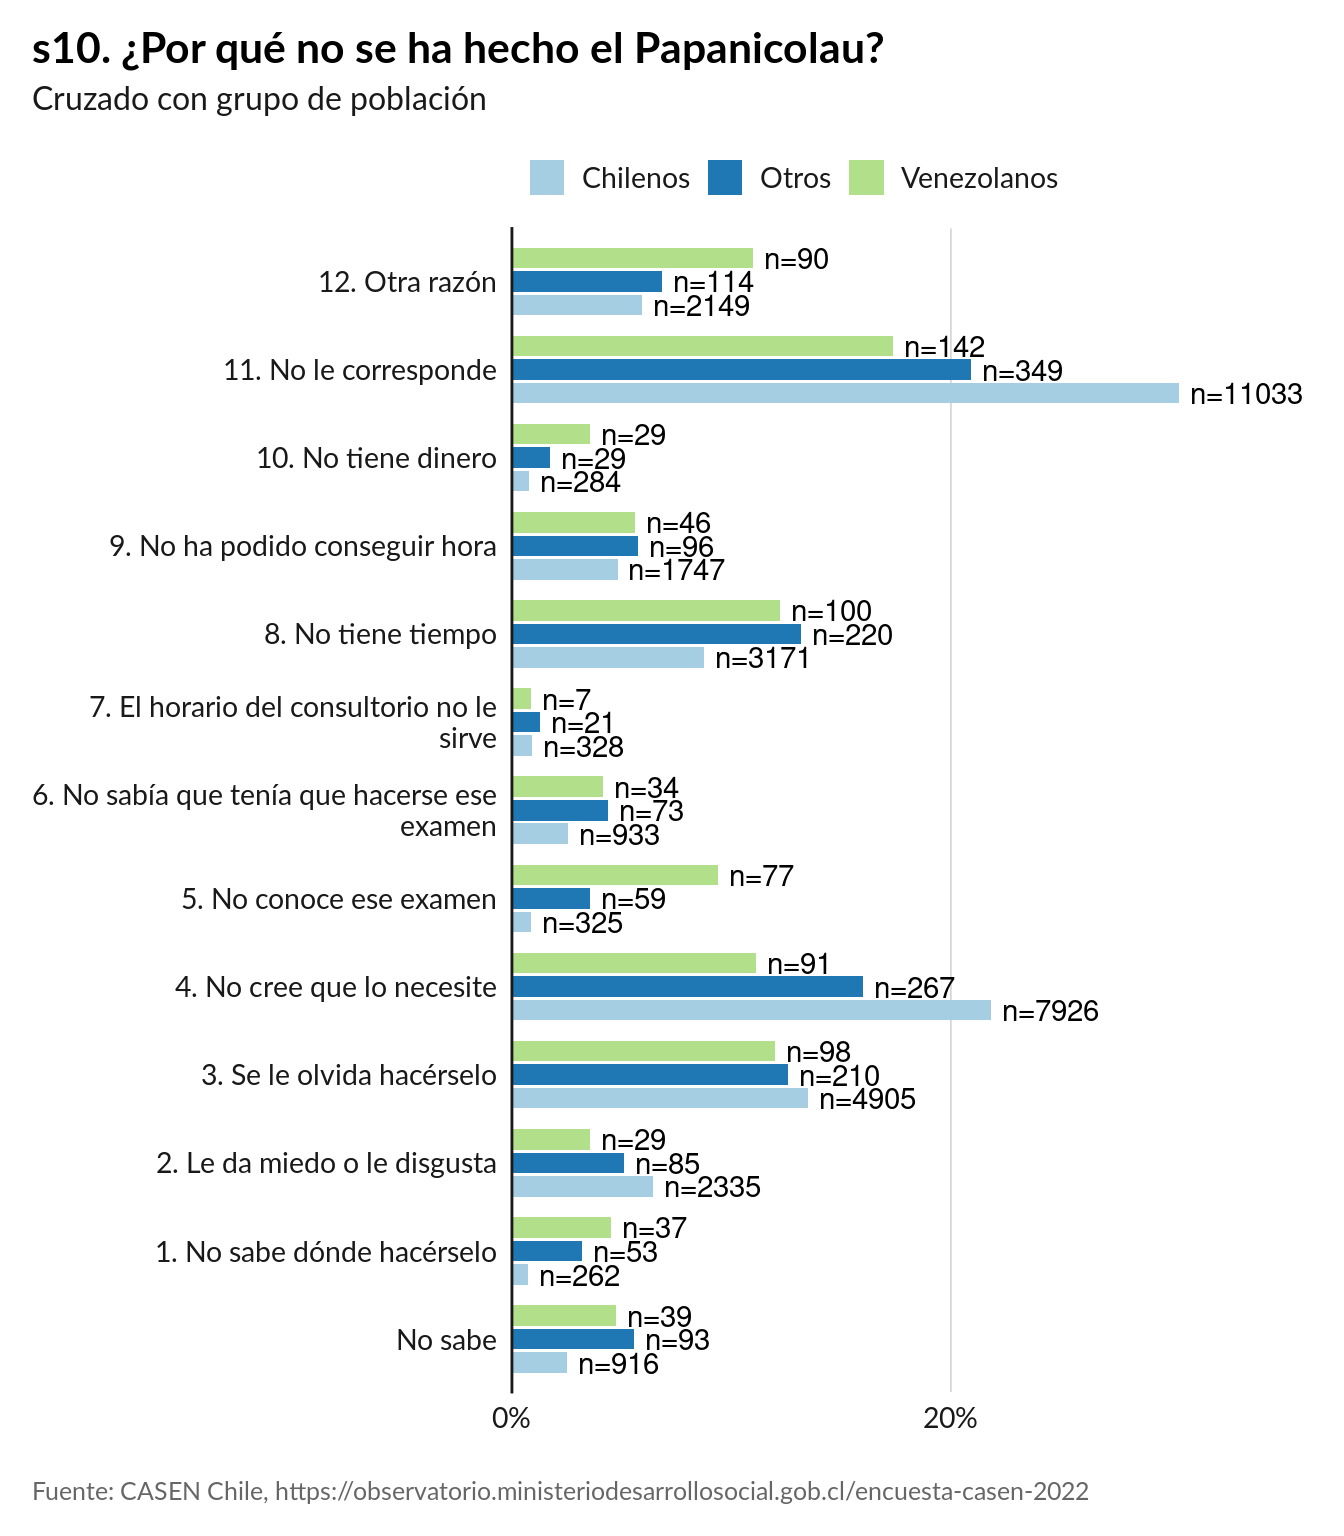 s10. ¿Por qué no se ha hecho el Papanicolau?
Cruzado con grupo de población
Chilenos Otros Venezolanos
12. Otra razón
n=90
n=114
n=2149
11. No le corresponde
n=142
n=349
n=11033
10. No tiene dinero
n=29
n=29
n=284
9. No ha podido conseguir hora
n=46
n=96
n=1747
8. No tiene tiempo
n=100
n=220
n=3171
7. El horario del consultorio no le
sirve
n=7
n=21
n=328
6. No sabía que tenía que hacerse ese
examen
n=34
n=73
n=933
5. No conoce ese examen
n=77
n=59
n=325
4. No cree que lo necesite
n=91
n=267
n=7926
3. Se le olvida hacérselo
n=98
n=210
n=4905
2. Le da miedo o le disgusta
n=29
n=85
n=2335
1. No sabe dónde hacérselo
n=37
n=53
n=262
No sabe
n=39
n=93
n=916
0% 20%
Fuente: CASEN Chile, https://observatorio.ministeriodesarrollosocial.gob.cl/encuesta-casen-2022